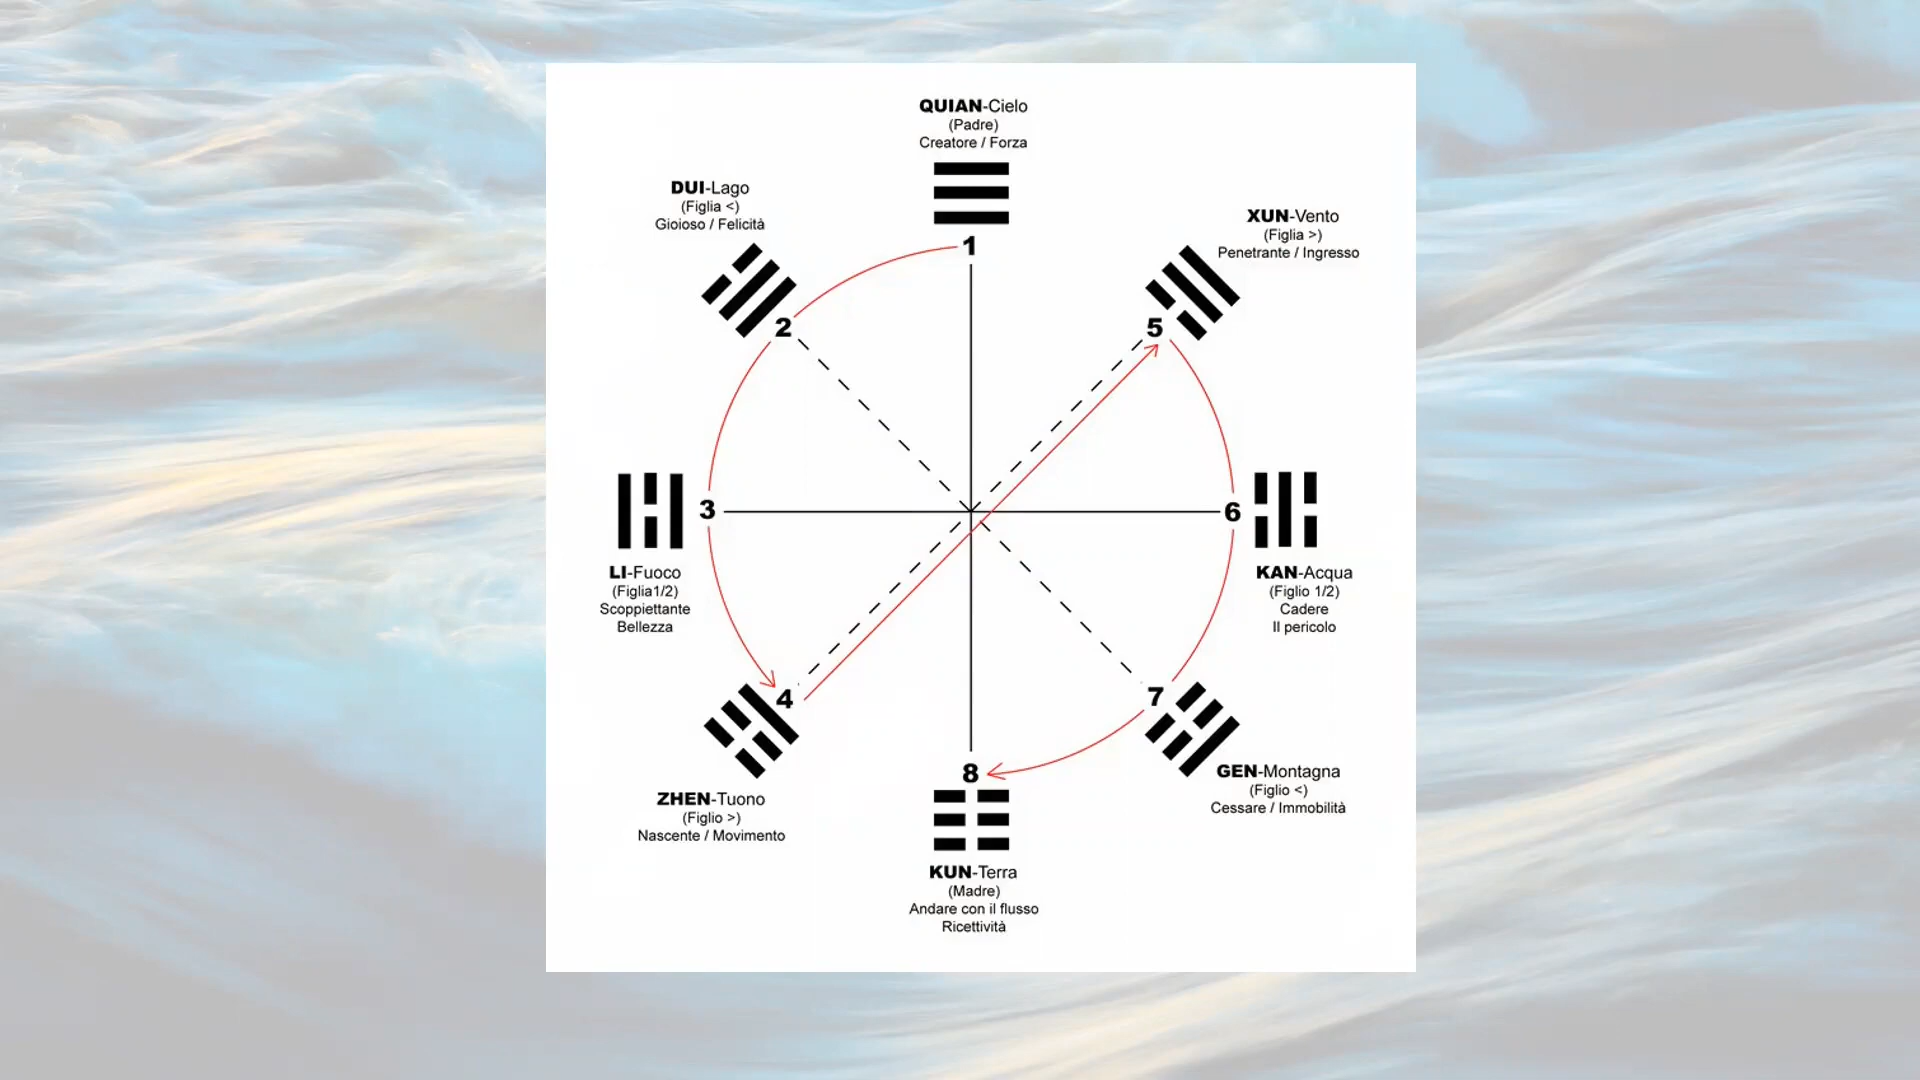 QUIAN-Cielo
(Padre)
Creatore / Forza
1
DUI-Lago
(Figlia <)
Gioioso / Felicità
2
XUN-Vento
(Figlia >)
Penetrante / Ingresso
5
3
LI-Fuoco
(Figlia1/2)
Scoppiettante
Bellezza
6
KAN-Acqua
(Figlio 1/2)
Cadere
Il pericolo
4
ZHEN-Tuono
(Figlio >)
Nascente / Movimento
7
GEN-Montagna
(Figlio <)
Cessare / Immobilità
8
KUN-Terra
(Madre)
Andare con il flusso
Ricettività